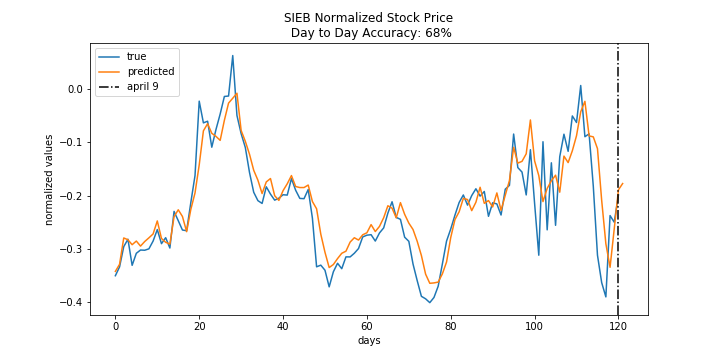 SIEB Normalized Stock Price
Day to Day Accuracy: 68%
true
predicted
april 9
normalized values
0.0
−0.1
−0.2
−0.3
−0.4
0
20
40
60
80
100
120
days